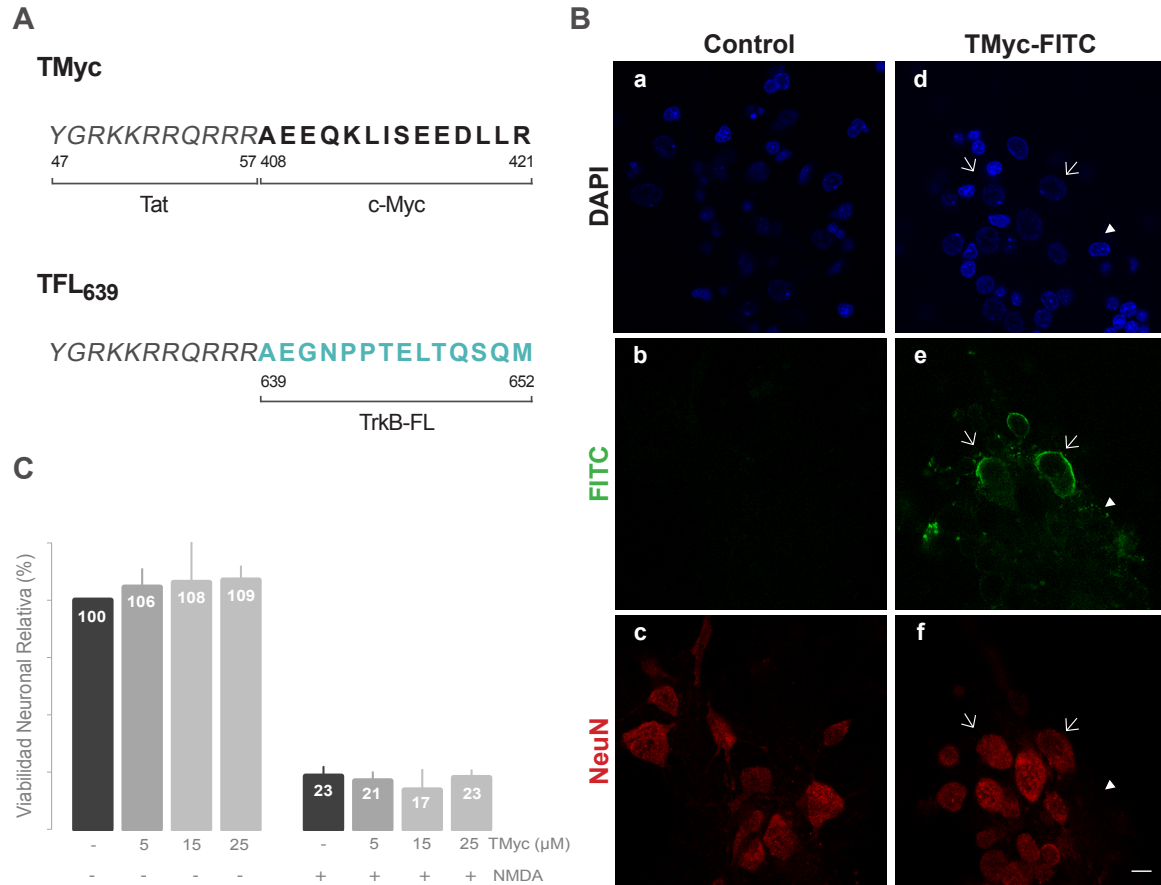 A
TMyc
YGRKKRRQRRRAEEQKLISEEDLLR
47 57 408 421
Tat c-Myc
TFL639
YGRKKRRQRRRAEGNPPTELTQSQM
639 652
TrkB-FL
B
Control TMyc-FITC
DAPI
a d
FITC
b e
NeuN
c f
C
Viabilidad Neuronal Relativa (%)
100 106 108 109 23 21 17 23
- 5 15 25 - 5 15 25 TMyc (µM)
- - - - + + + + NMDA